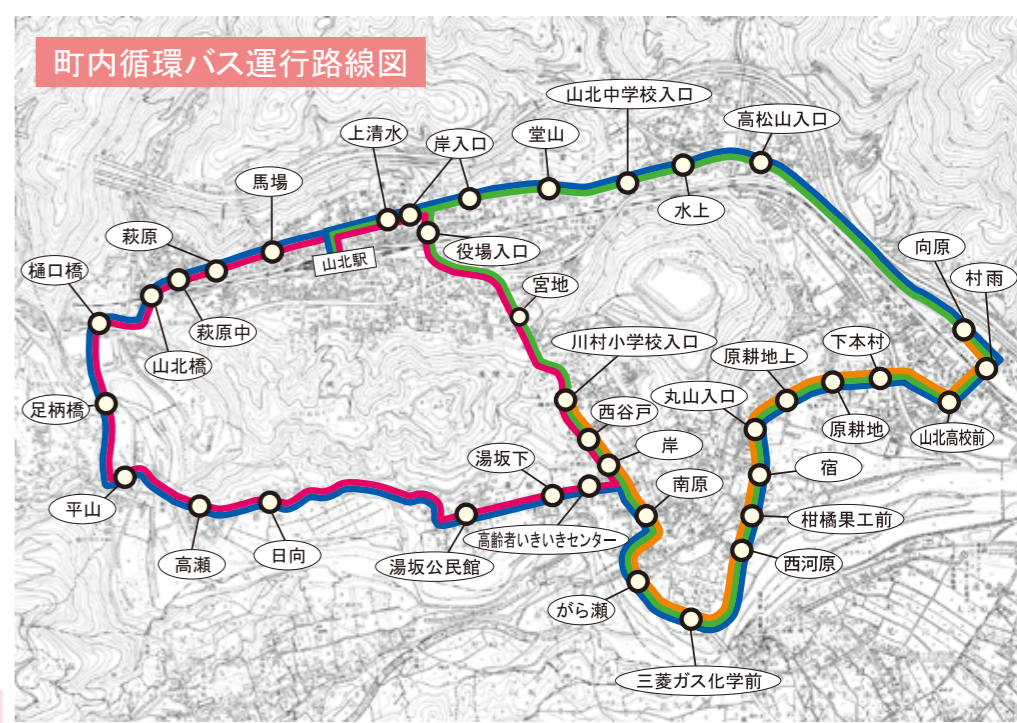 町内循環バス運行路線図
山北中学校入口
高松山入口
上清水
岸入口
堂山
馬場
水上
萩原
役場入口
山北駅
向原
樋口橋
村雨
宮地
萩原中
川村小学校入口
下本村
原耕地上
山北橋
丸山入口
足柄橋
西谷戸
原耕地
山北高校前
岸
湯坂下
宿
南原
平山
柑橘果工前
高齢者いきいきセンター
高瀬
日向
湯坂公民館
西河原
がら瀬
三菱ガス化学前